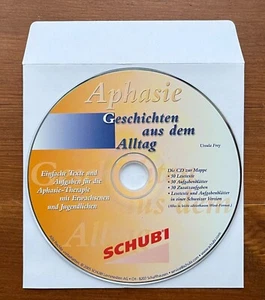 Aphasie
Geschichten
aus dem
Alltag
Ursula Frey
Einfache Texte und
Aufgaben für die
Aphasie-Therapie
mit Erwachsenen
und Jugendlichen
Die CD zur Mappe
• 50 Lesetexte
• 50 Aufgabenblätter
• 50 Zusatzaufgaben
• Lesetexte und Aufgabenblätter
in einer Schweizer Version
SCHUBI